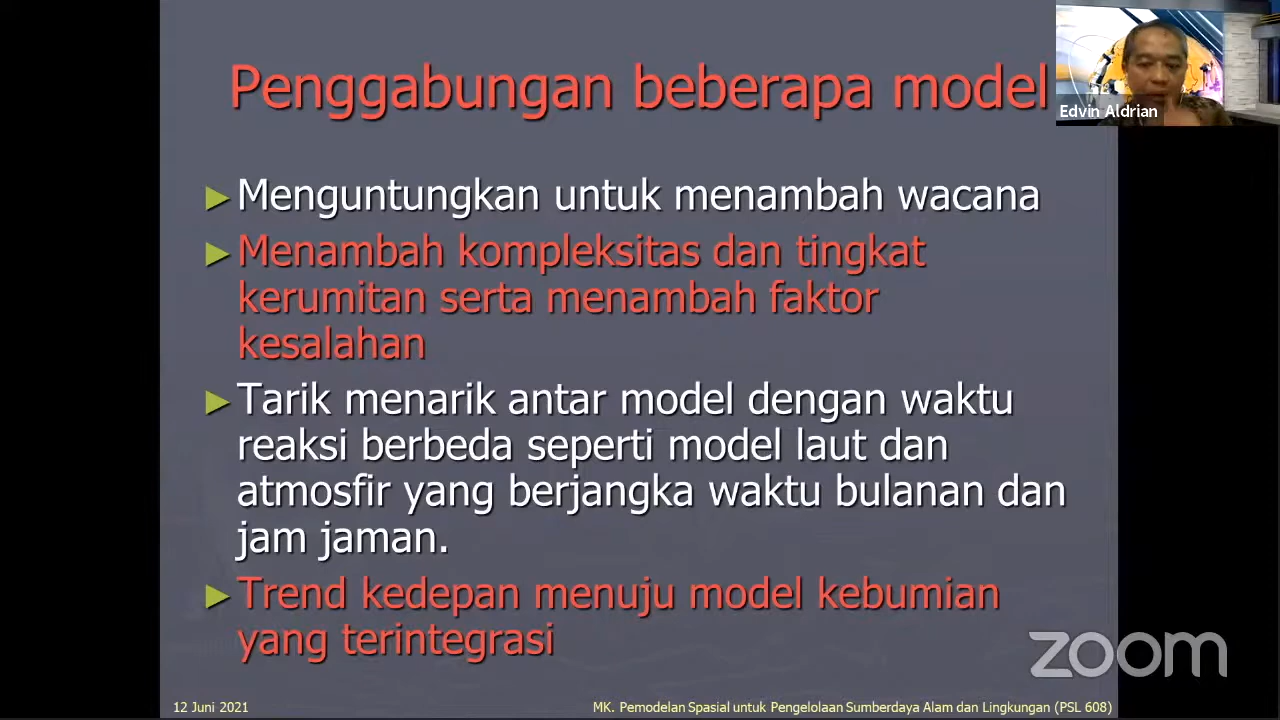 Penggabungan beberapa model
Edvin Aldrian
►Menguntungkan untuk menambah wacana
►Menambah kompleksitas dan tingkat
kerumitan serta menambah faktor
kesalahan
►Tarik menarik antar model dengan waktu
reaksi berbeda seperti model laut dan
atmosfir yang berjangka waktu bulanan dan
jam jaman.
►Trend kedepan menuju model kebumian
yang terintegrasi
zoom
12 Juni 2021
MK. Pemodelan Spasial untuk Pengelolaan Sumberdaya Alam dan Lingkungan (PSL 608)